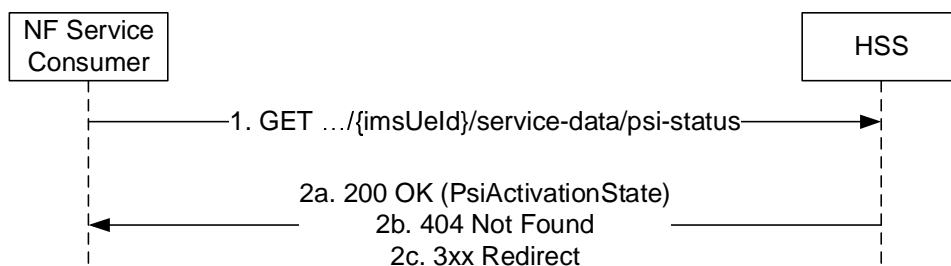 NF Service
Consumer
HSS
1. GET …/{imsUeId}/service-data/psi-status
2a. 200 OK (PsiActivationState)
2b. 404 Not Found
2c. 3xx Redirect